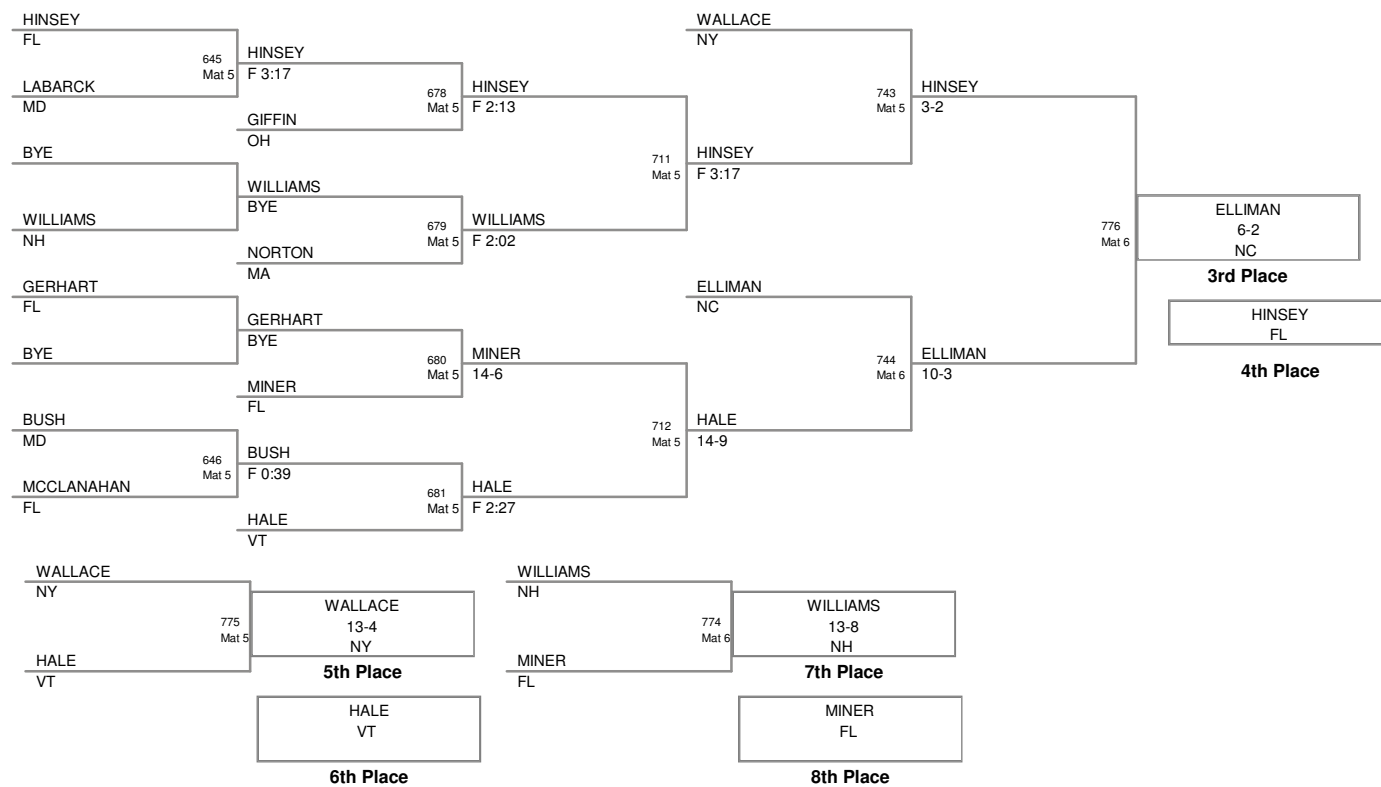 HINSEY
FL
645
Mat 5
HINSEY
F 3:17
LABARCK
MD
678
Mat 5
HINSEY
F 2:13
GIFFIN
OH
BYE
WILLIAMS
BYE
WILLIAMS
NH
679
Mat 5
WILLIAMS
F 2:02
NORTON
MA
711
Mat 5
HINSEY
F 3:17
WALLACE
NY
743
Mat 5
HINSEY
3-2
GERHART
FL
GERHART
BYE
BYE
680
Mat 5
MINER
14-6
MINER
FL
BUSH
MD
646
Mat 5
BUSH
F 0:39
MCCLANAHAN
FL
681
Mat 5
HALE
F 2:27
HALE
VT
712
Mat 5
HALE
14-9
ELLIMAN
NC
744
Mat 6
ELLIMAN
10-3
776
Mat 6
ELLIMAN
6-2
NC
3rd Place
HINSEY
FL
4th Place
WALLACE
NY
775
Mat 5
HALE
VT
WALLACE
13-4
NY
5th Place
HALE
VT
6th Place
WILLIAMS
NH
774
Mat 6
MINER
FL
WILLIAMS
13-8
NH
7th Place
MINER
FL
8th Place